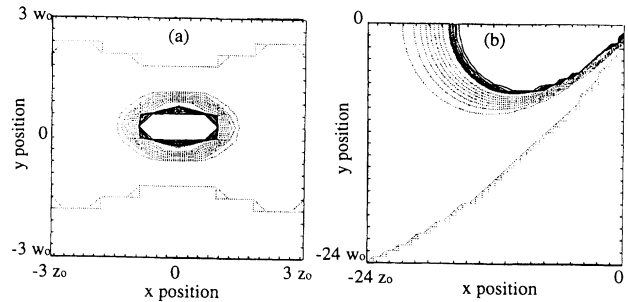 3 w₀
(a)
y position
0
-3 w₀
-3 z₀
0
3 z₀
x position
0
(b)
y position
-24 w₀
-24 z₀
0
x position